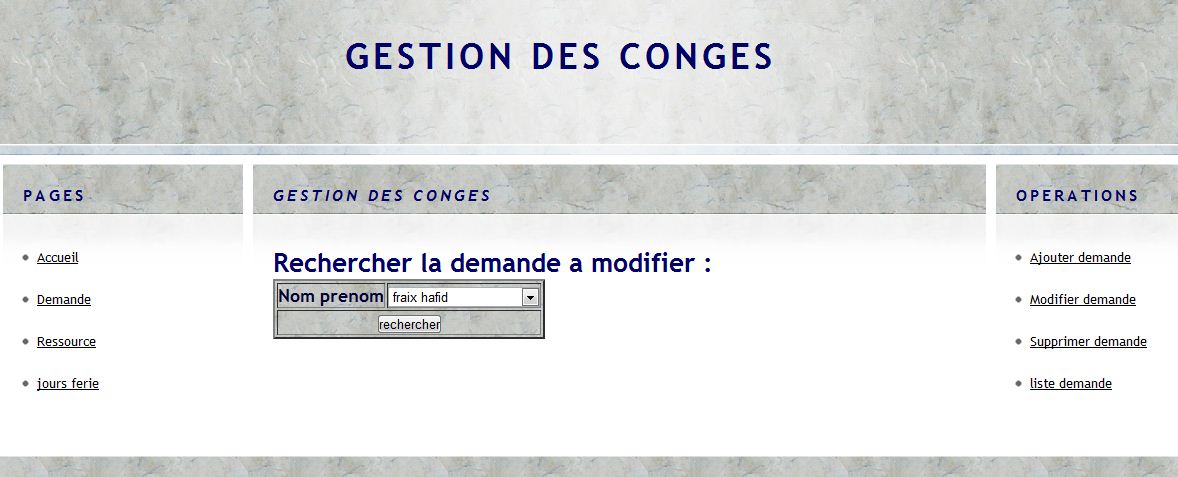 GESTION DES CONGES
PAGES
Accueil
Demande
Ressource
jours ferie
GESTION DES CONGES
Rechercher la demande a modifier :
Nom prenom fraix hafid
rechercher
OPERATIONS
Ajouter demande
Modifier demande
Supprimer demande
liste demande